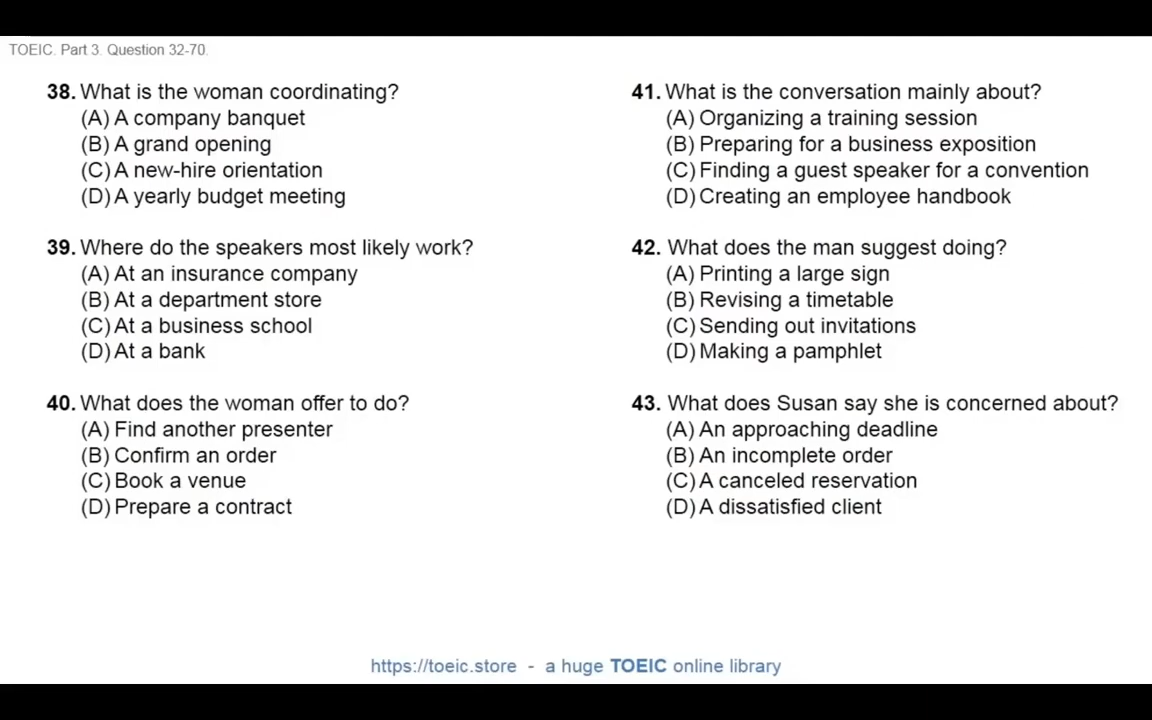 TOEIC. Part 3. Question 32-70.
38. What is the woman coordinating?
(A) A company banquet
(B) A grand opening
(C) A new-hire orientation
(D) A yearly budget meeting
39. Where do the speakers most likely work?
(A) At an insurance company
(B) At a department store
(C) At a business school
(D) At a bank
40. What does the woman offer to do?
(A) Find another presenter
(B) Confirm an order
(C) Book a venue
(D) Prepare a contract
41. What is the conversation mainly about?
(A) Organizing a training session
(B) Preparing for a business exposition
(C) Finding a guest speaker for a convention
(D) Creating an employee handbook
42. What does the man suggest doing?
(A) Printing a large sign
(B) Revising a timetable
(C) Sending out invitations
(D) Making a pamphlet
43. What does Susan say she is concerned about?
(A) An approaching deadline
(B) An incomplete order
(C) A canceled reservation
(D) A dissatisfied client
https://toeic.store - a huge TOEIC online library